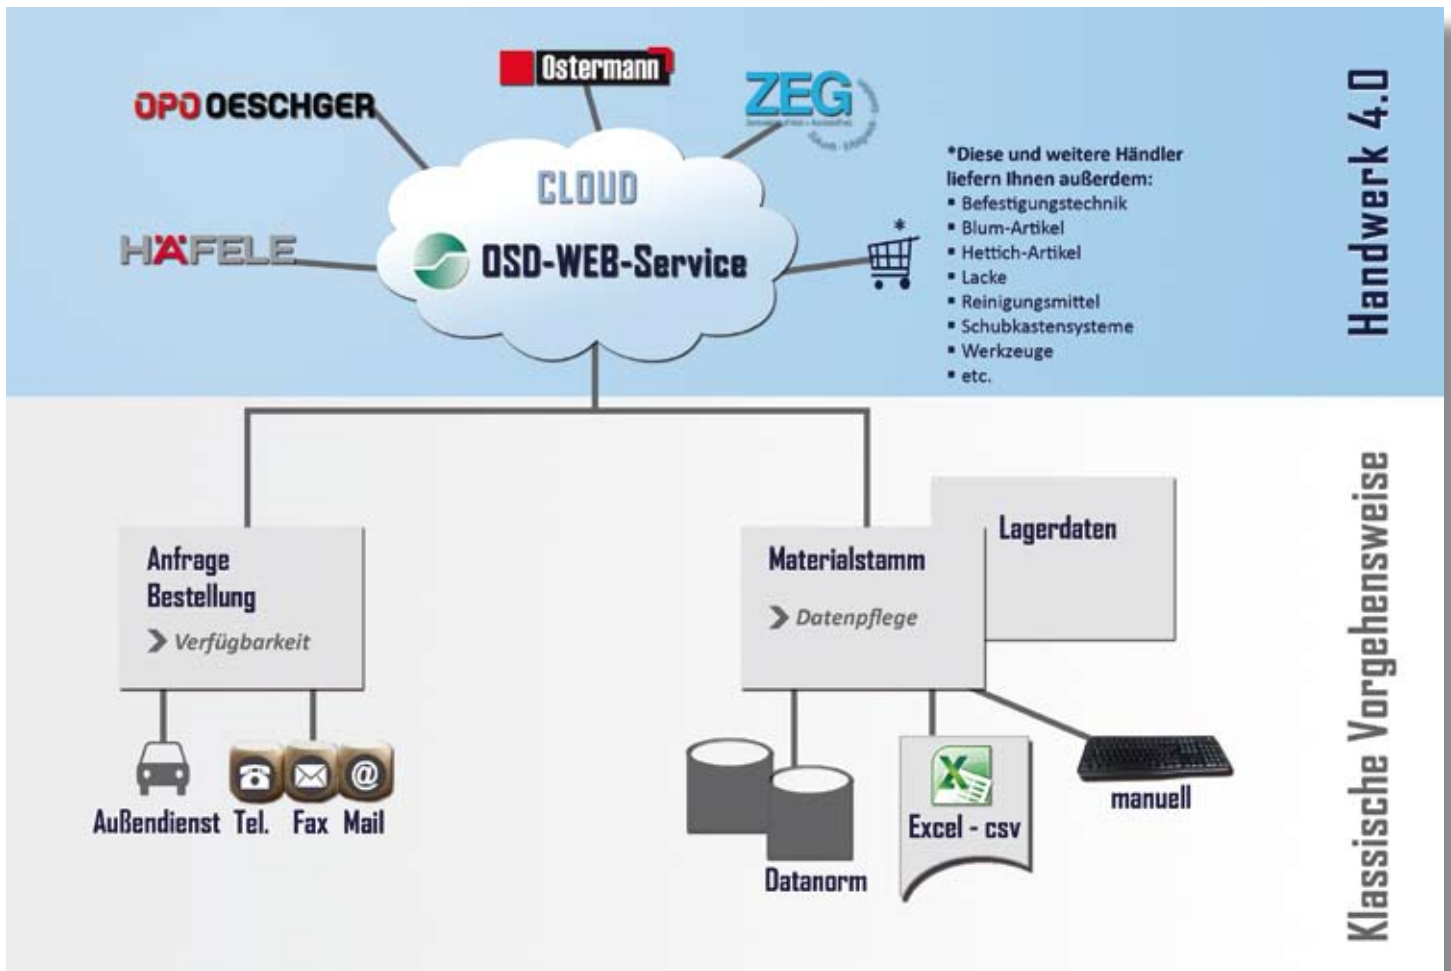 Ostermann
OPO OESCHGER
ZEG
HÄFELE
CLOUD
OSD-WEB-Service
*
*Diese und weitere Händler
liefern Ihnen außerdem:
▪ Befestigungstechnik
▪ Blum-Artikel
▪ Hettich-Artikel
▪ Lacke
▪ Reinigungsmittel
▪ Schubkastensysteme
▪ Werkzeuge
▪ etc.
Handwerk 4.0
Anfrage
Bestellung
Verfügbarkeit
Außendienst
Tel.
Fax
Mail
@
Materialstamm
Datenpflege
Lagerdaten
Datanorm
X
Excel - csv
manuell
Klassische Vorgehensweise